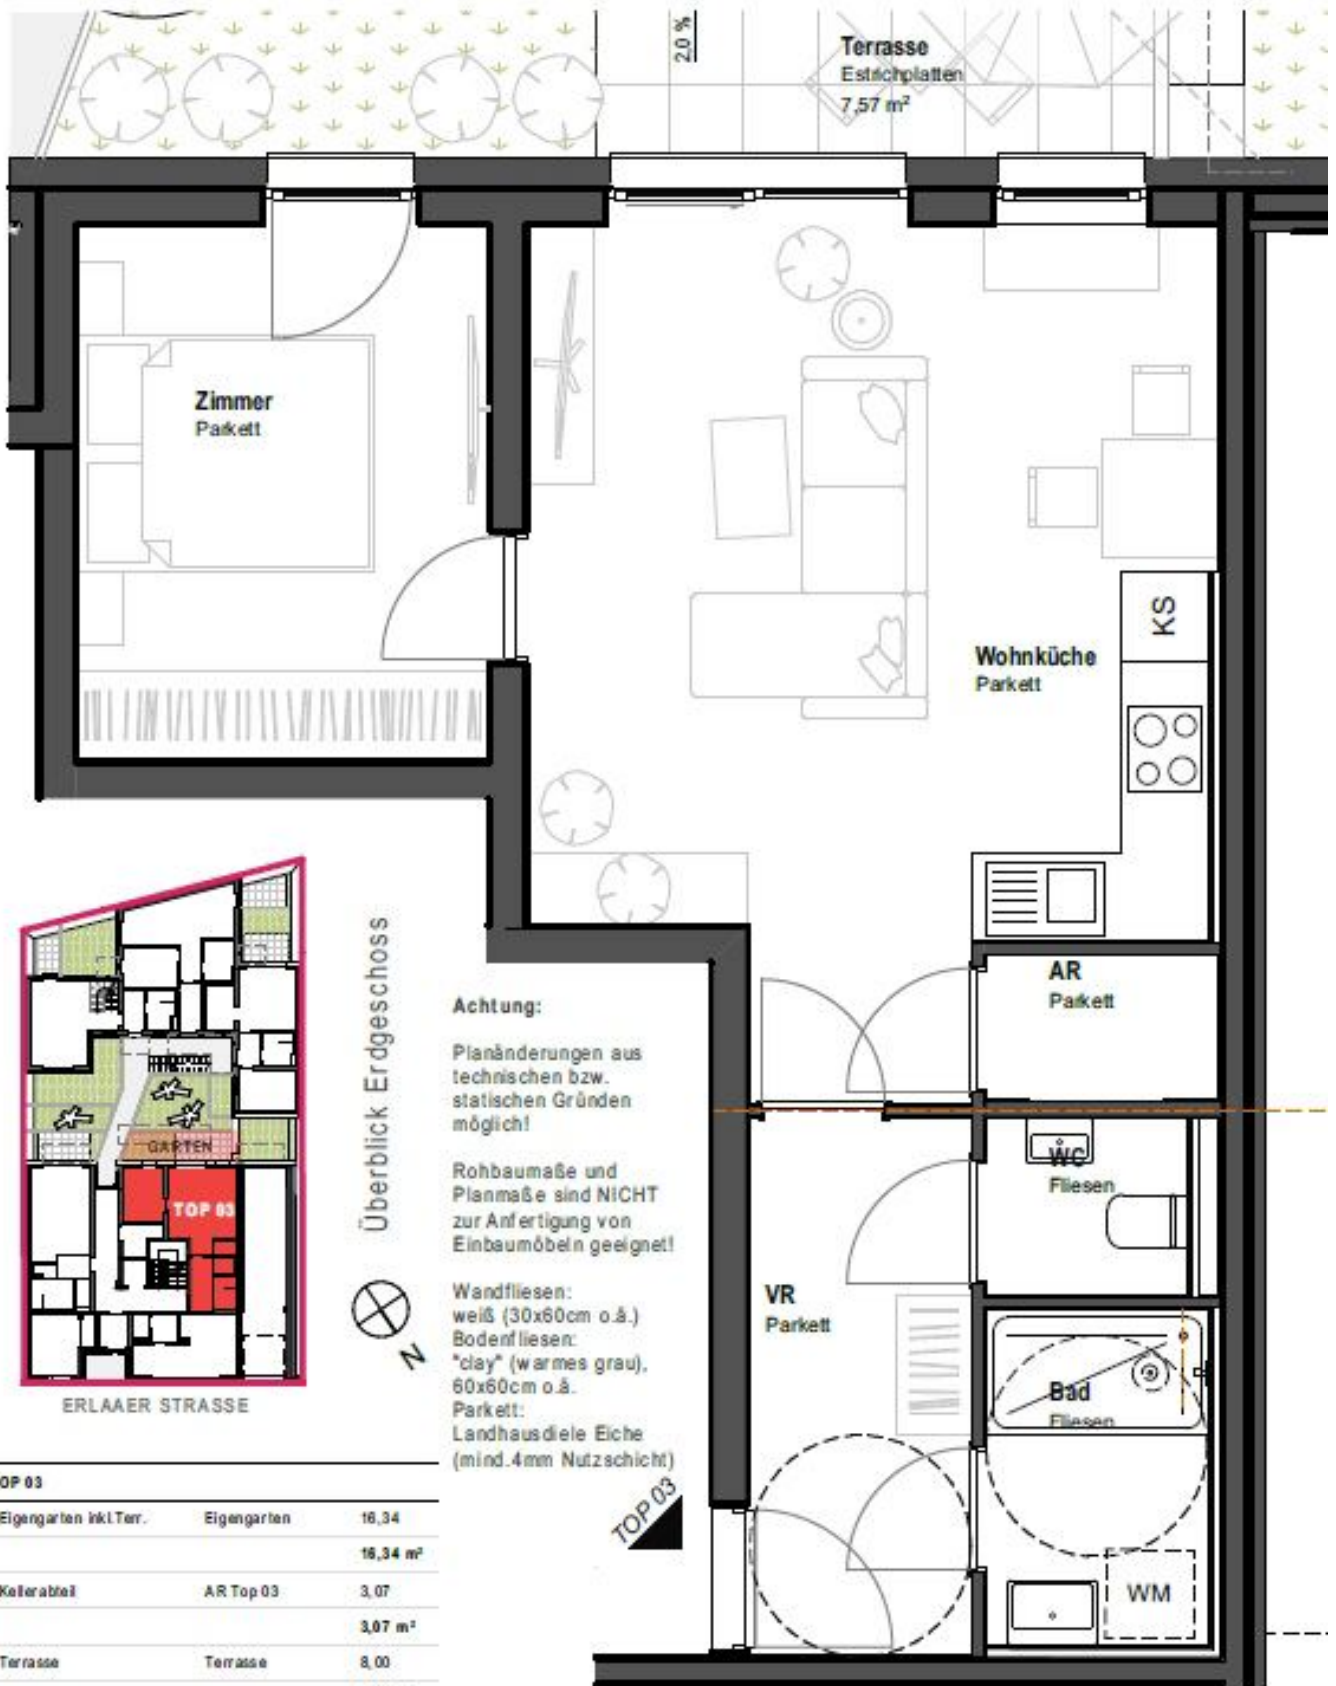 2.0 %
Terrasse
Estrichplatten
7,57 m²
Zimmer
Parkett
KS
Wohnküche
Parkett
AR
Parkett
WC
Fliesen
VR
Parkett
Bad
Fliesen
WM
TOP 03
Überblick Erdgeschoss
GARTEN
TOP 03
N
ERLAAER STRASSE
Achtung:
Planänderungen aus
technischen bzw.
statischen Gründen
möglich!
Rohbaumaße und
Planmaße sind NICHT
zur Anfertigung von
Einbaumöbeln geeignet!
Wandfliesen:
weiß (30x60cm o.ä.)
Bodenfliesen:
"clay" (warmes grau),
60x60cm o.ä.
Parkett:
Landhausdiele Eiche
(mind.4mm Nutzschicht)
OP 03
Eigengarten inkl.Terr. Eigengarten 16,34
16,34 m²
Kellerabteil AR Top 03 3,07
3,07 m²
Terrasse Terrasse 8,00